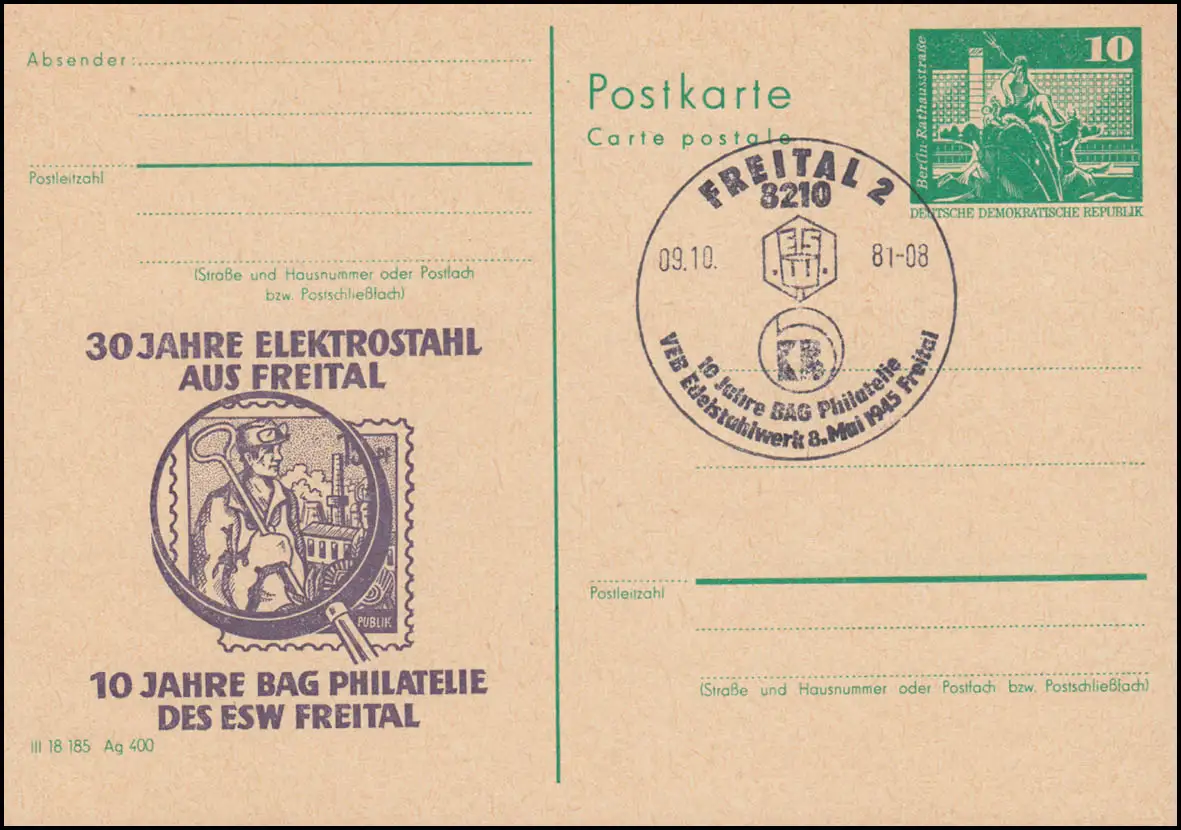 Absender:
Postleitzahl
(Straße und Hausnummer oder Postfach
bzw. Postschließfach)
30 JAHRE ELEKTROSTAHL
AUS FREITAL
15 PF
PUBLIK
10 JAHRE BAG PHILATELIE
DES ESW FREITAL
III 18 185 Ag 400
Postkarte
Carte postale
10
Berlin-Rathausstraße
DEUTSCHE DEMOKRATISCHE REPUBLIK
FREITAL 2
8210
09.10. 81-08
10 Jahre BAG Philatelie
VEB Edelstahlwerk 8. Mai 1945 Freital
Postleitzahl
(Straße und Hausnummer oder Postfach bzw. Postschließfach)